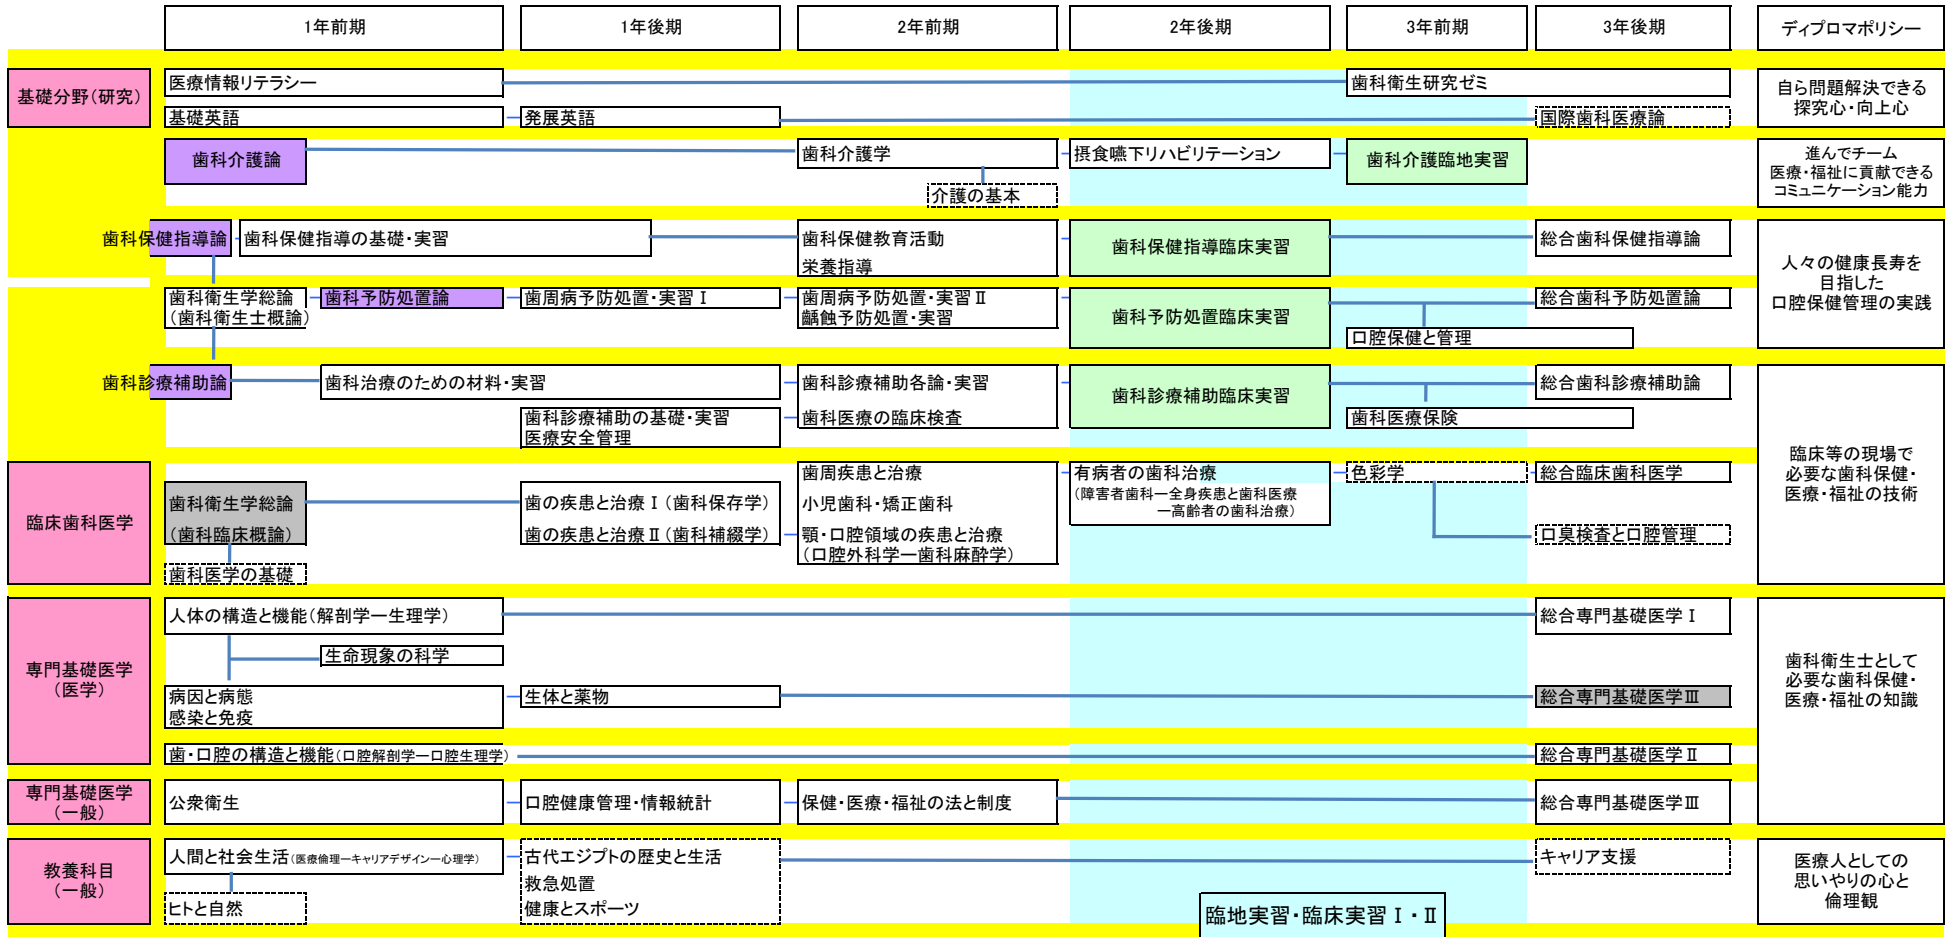 1年前期
1年後期
2年前期
2年後期
3年前期
3年後期
ディプロマポリシー
基礎分野(研究)
医療情報リテラシー
歯科衛生研究ゼミ
基礎英語
発展英語
国際歯科医療論
自ら問題解決できる
探究心・向上心
歯科介護論
歯科介護学
摂食嚥下リハビリテーション
歯科介護臨地実習
介護の基本
進んでチーム
医療・福祉に貢献できる
コミュニケーション能力
歯科保健指導論
歯科保健指導の基礎・実習
歯科保健教育活動
栄養指導
歯科保健指導臨床実習
総合歯科保健指導論
歯科衛生学総論
(歯科衛生士概論)
歯科予防処置論
歯周病予防処置・実習Ⅰ
歯周病予防処置・実習Ⅱ
齲蝕予防処置・実習
歯科予防処置臨床実習
総合歯科予防処置論
口腔保健と管理
人々の健康長寿を
目指した
口腔保健管理の実践
歯科診療補助論
歯科治療のための材料・実習
歯科診療補助各論・実習
歯科診療補助臨床実習
総合歯科診療補助論
歯科診療補助の基礎・実習
医療安全管理
歯科医療の臨床検査
歯科医療保険
臨床歯科医学
歯科衛生学総論
(歯科臨床概論)
歯科医学の基礎
歯の疾患と治療Ⅰ(歯科保存学)
歯の疾患と治療Ⅱ(歯科補綴学)
歯周疾患と治療
小児歯科・矯正歯科
顎・口腔領域の疾患と治療
(口腔外科学ー歯科麻酔学)
有病者の歯科治療
(障害者歯科ー全身疾患と歯科医療
ー高齢者の歯科治療)
色彩学
総合臨床歯科医学
口臭検査と口腔管理
臨床等の現場で
必要な歯科保健・
医療・福祉の技術
専門基礎医学
(医学)
人体の構造と機能(解剖学ー生理学)
総合専門基礎医学Ⅰ
生命現象の科学
病因と病態
感染と免疫
生体と薬物
総合専門基礎医学Ⅲ
歯・口腔の構造と機能(口腔解剖学ー口腔生理学)
総合専門基礎医学Ⅱ
歯科衛生士として
必要な歯科保健・
医療・福祉の知識
専門基礎医学
(一般)
公衆衛生
口腔健康管理・情報統計
保健・医療・福祉の法と制度
総合専門基礎医学Ⅲ
教養科目
(一般)
人間と社会生活(医療倫理ーキャリアデザインー心理学)
ヒトと自然
古代エジプトの歴史と生活
救急処置
健康とスポーツ
キャリア支援
臨地実習・臨床実習Ⅰ・Ⅱ
医療人としての
思いやりの心と
倫理観